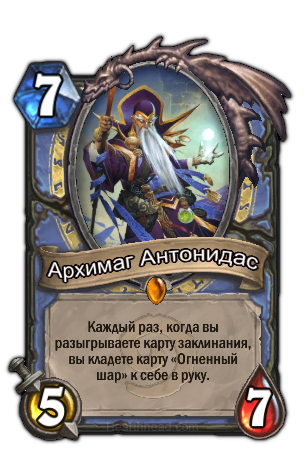 7
Архимаг Антонидас
Каждый раз, когда вы
разыгрываете карту заклинания,
вы кладете карту «Огненный
шар» к себе в руку.
5
7